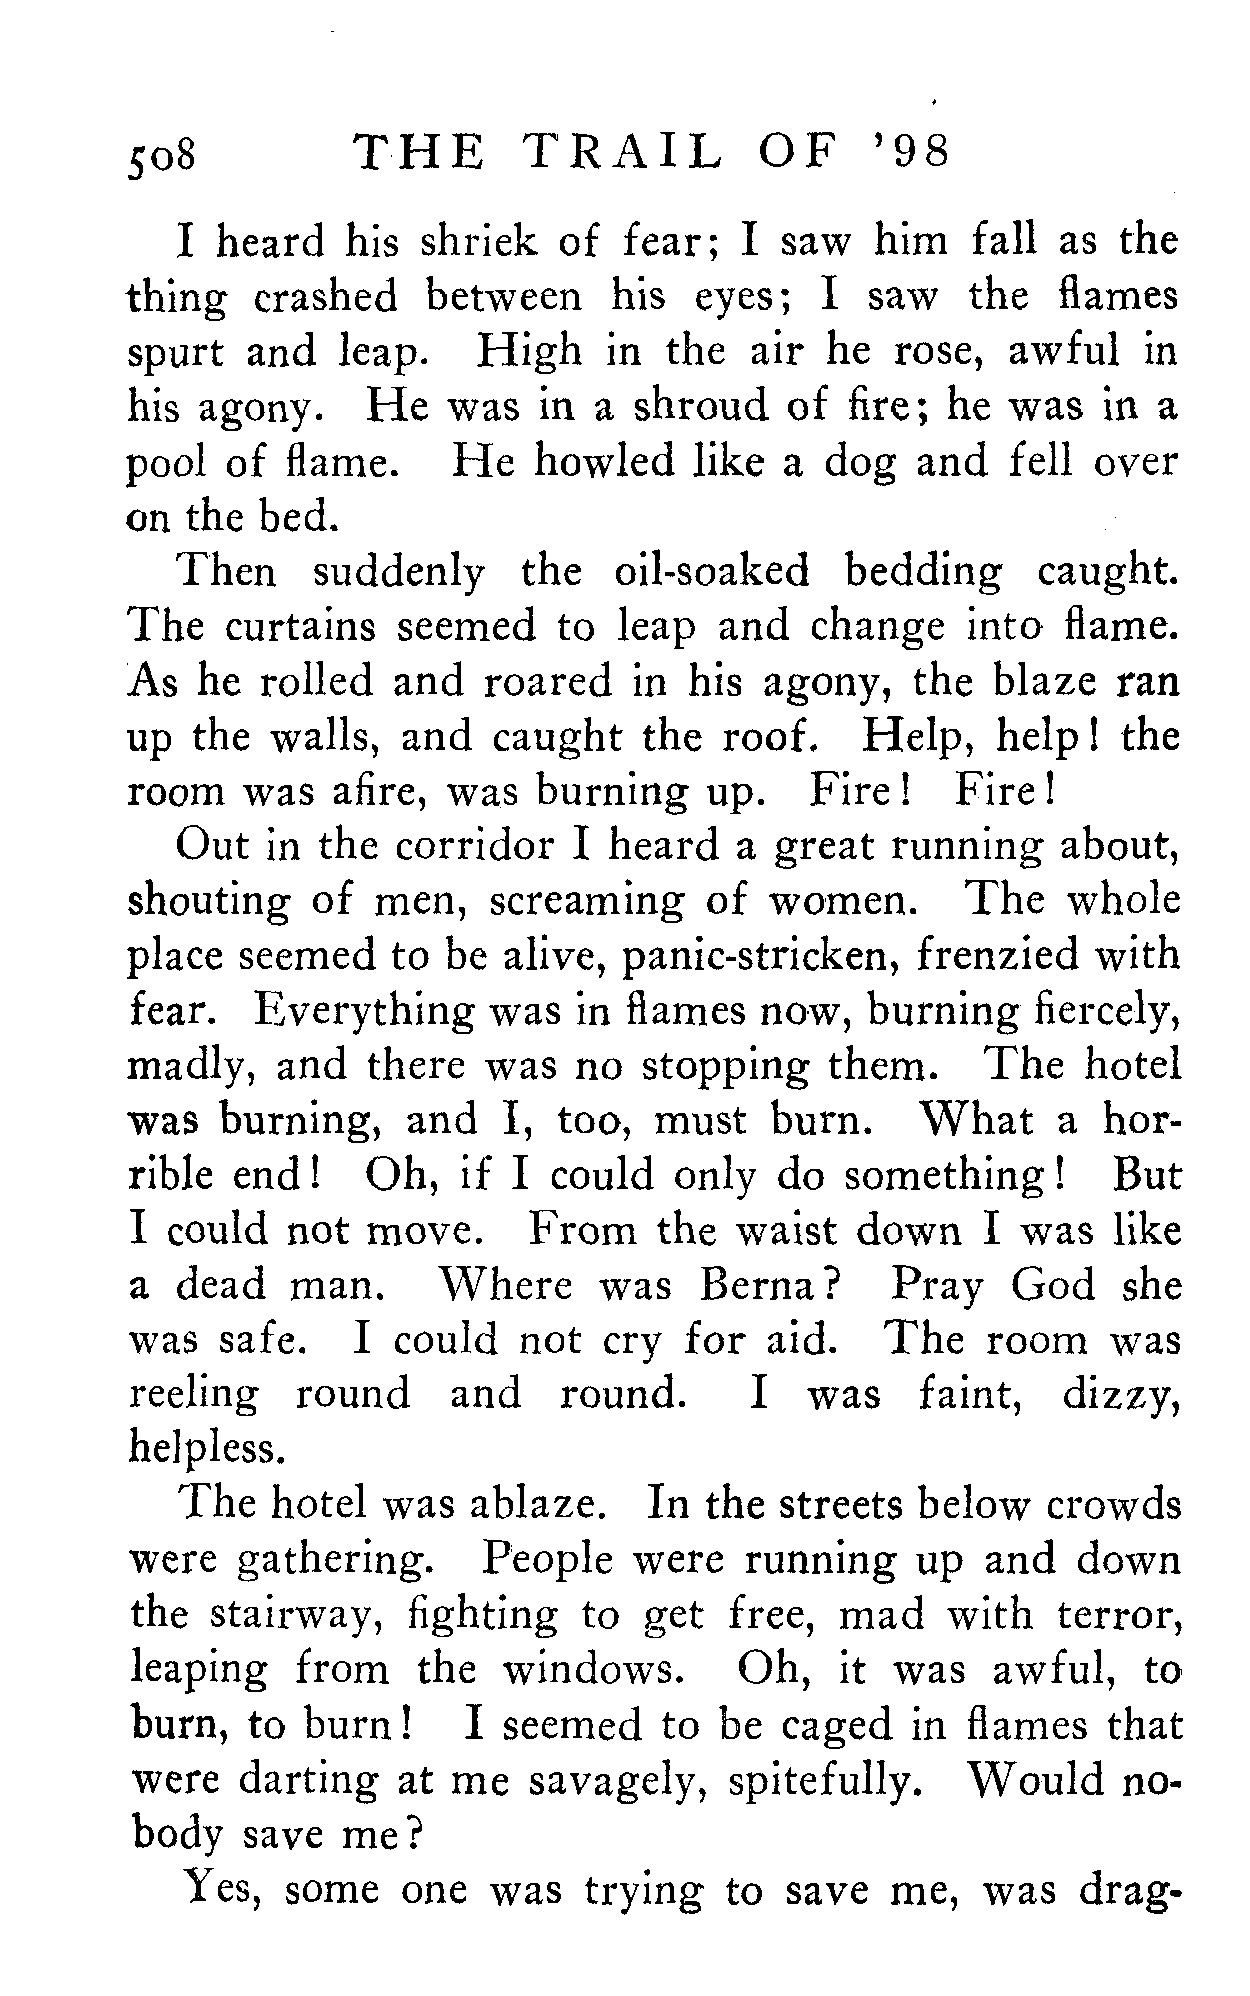 508 THE TRAIL OF '98
I heard his shriek of fear; I saw him fall as the
thing crashed between his eyes; I saw the flames
spurt and leap. High in the air he rose, awful in
his agony. He was in a shroud of fire; he was in a
pool of flame. He howled like a dog and fell over
on the bed.
Then suddenly the oil-soaked bedding caught.
The curtains seemed to leap and change into flame.
As he rolled and roared in his agony, the blaze ran
up the walls, and caught the roof. Help, help! the
room was afire, was burning up. Fire! Fire!
Out in the corridor I heard a great running about,
shouting of men, screaming of women. The whole
place seemed to be alive, panic-stricken, frenzied with
fear. Everything was in flames now, burning fiercely,
madly, and there was no stopping them. The hotel
was burning, and I, too, must burn. What a hor-
rible end! Oh, if I could only do something! But
I could not move. From the waist down I was like
a dead man. Where was Berna? Pray God she
was safe. I could not cry for aid. The room was
reeling round and round. I was faint, dizzy,
helpless.
The hotel was ablaze. In the streets below crowds
were gathering. People were running up and down
the stairway, fighting to get free, mad with terror,
leaping from the windows. Oh, it was awful, to
burn, to burn! I seemed to be caged in flames that
were darting at me savagely, spitefully. Would no-
body save me?
Yes, some one was trying to save me, was drag-